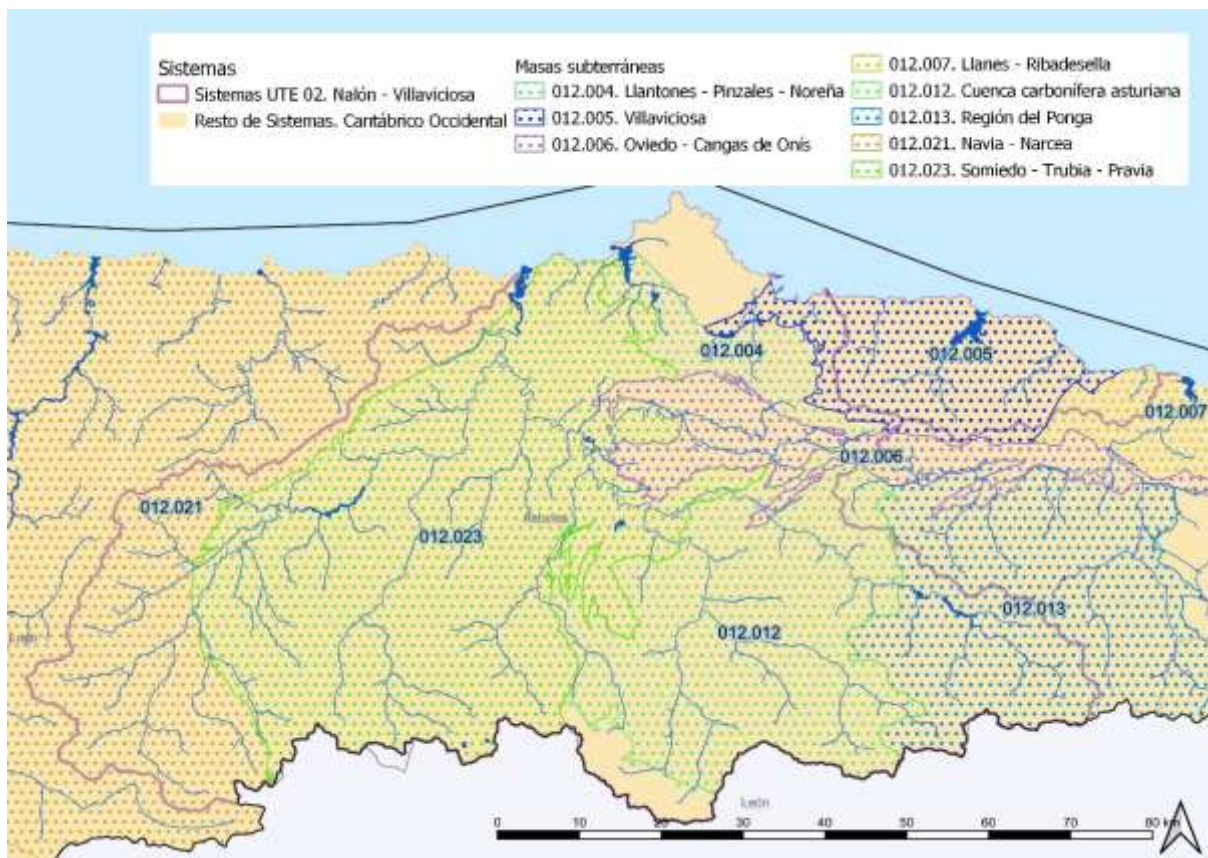 Sistemas
Sistemas UTE 02. Nalón - Villaviciosa
Resto de Sistemas. Cantábrico Occidental
Masas subterráneas
012.004. Llantones - Pinzales - Noreña
012.005. Villaviciosa
012.006. Oviedo - Cangas de Onís
012.007. Llanes - Ribadesella
012.012. Cuenca carbonífera asturiana
012.013. Región del Ponga
012.021. Navia - Narcea
012.023. Somiedo - Trubia - Pravia
012.004
012.005
012.007
012.006
012.021
Asturias
012.023
012.013
012.012
León
0 10 20 30 40 50 60 70 80 km